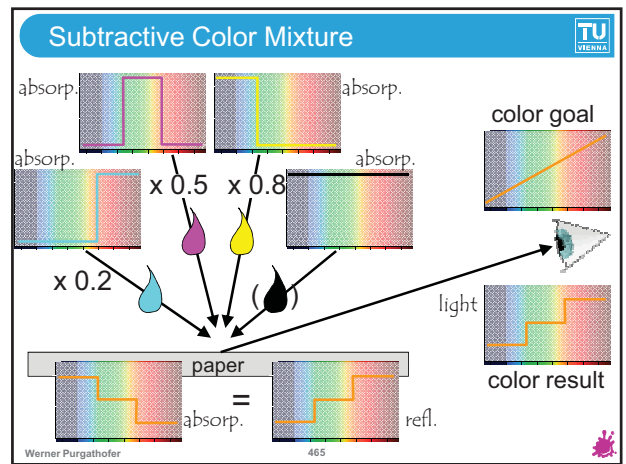 Subtractive Color Mixture
TU
VIENNA
absorp.
absorp.
color goal
absorp.
absorp.
x 0.5
x 0.8
x 0.2
( )
light
paper
color result
=
absorp.
refl.
Werner Purgathofer
465